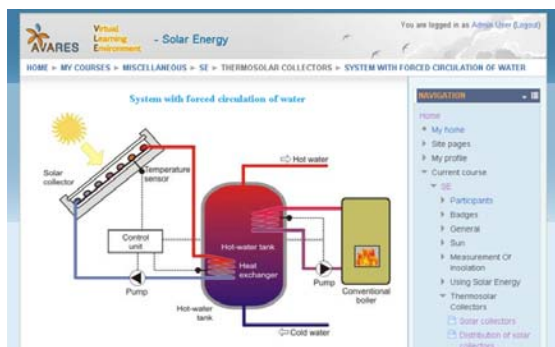 AVARES
Virtual
Learning
Environment
- Solar Energy
You are logged in as Admin User (Logout)
HOME ► MY COURSES ► MISCELLANEOUS ► SE ► THERMOSOLAR COLLECTORS ► SYSTEM WITH FORCED CIRCULATION OF WATER
System with forced circulation of water
Solar
collector
Temperature
sensor
Hot water
Control
unit
Hot-water tank
Heat
exchanger
Pump
Pump
Conventional
boiler
Hot-water
tank
Cold water
NAVIGATION
Home
My home
Site pages
My profile
Current course
SE
Participants
Badges
General
Sun
Measurement Of
Insolation
Using Solar Energy
Thermosolar
Collectors
Solar collectors
Distribution of solar
collectors